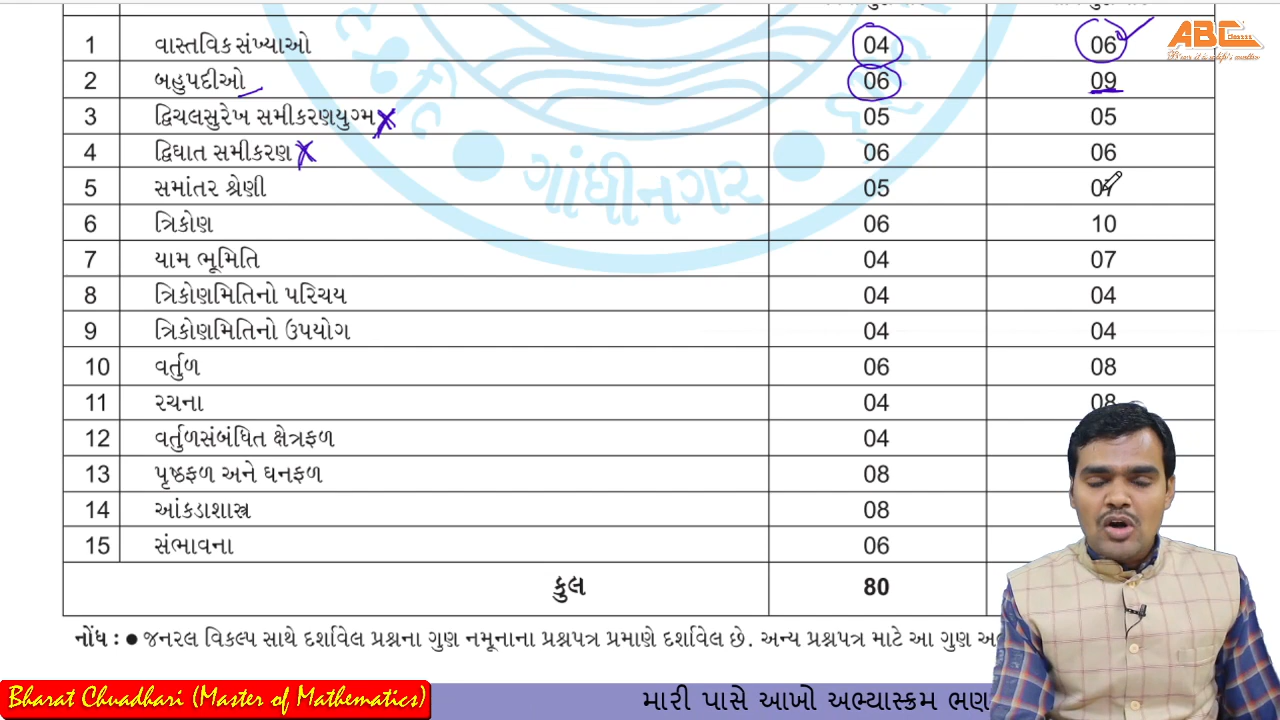 1 વાસ્તવિક સંખ્યાઓ 04 06
ABC
classes
2 બહુપદીઓ 06 09
3 દ્વિચલસુરેખ સમીકરણયુગ્મ 05 05
4 દ્વિઘાત સમીકરણ 06 06
5 સમાંતર શ્રેણી 05
6 ત્રિકોણ 06 10
7 યામ ભૂમિતિ 04 07
8 ત્રિકોણમિતિનો પરિચય 04 04
9 ત્રિકોણમિતિનો ઉપયોગ 04 04
10 વર્તુળ 06 08
11 રચના 04 08
12 વર્તુળસંબંધિત ક્ષેત્રફળ 04
13 પૃષ્ઠફળ અને ઘનફળ 08
14 આંકડાશાસ્ત્ર 08
15 સંભાવના 06
કુલ 80
ગાંધીનગર
નોંધ : ● જનરલ વિકલ્પ સાથે દર્શાવેલ પ્રશ્નના ગુણ નમૂનાના પ્રશ્નપત્ર પ્રમાણે દર્શાવેલ છે. અન્ય પ્રશ્નપત્ર માટે આ ગુણ
Bharat Chuadhari (Master of Mathematics)
મારી પાસે આખો અભ્યાસ્ક્રમ ભણ